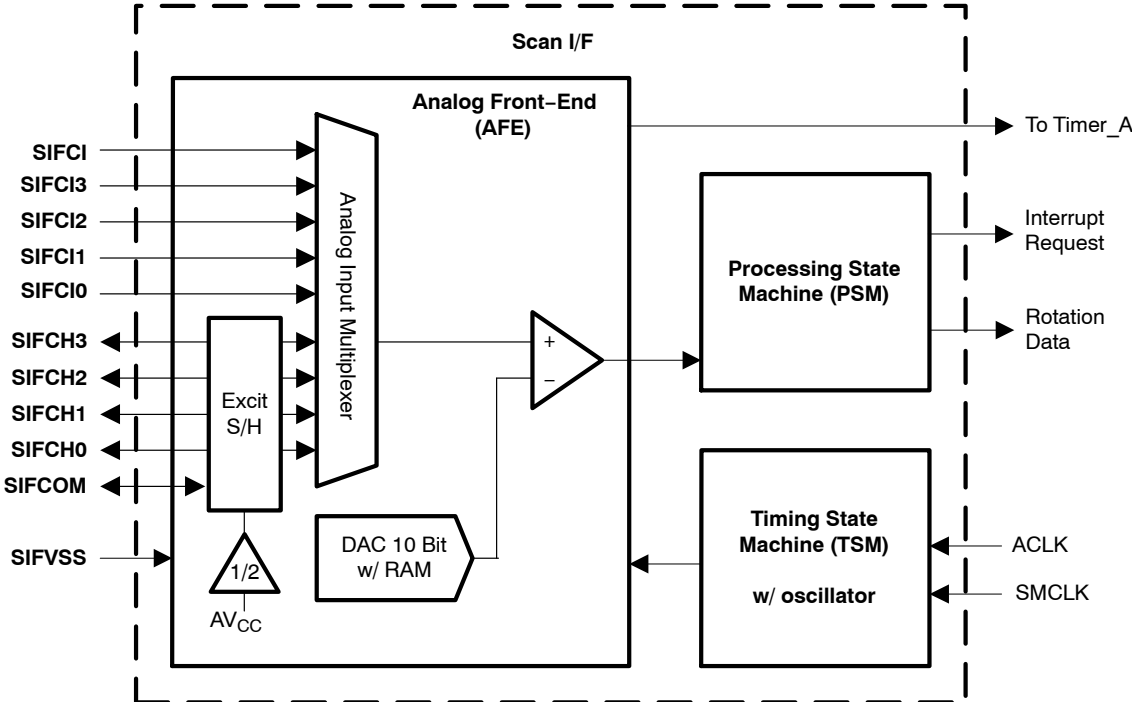 Scan I/F
Analog Front−End
(AFE)
To Timer_A
SIFCI
SIFCI3
SIFCI2
SIFCI1
SIFCI0
SIFCH3
SIFCH2
SIFCH1
SIFCH0
SIFCOM
SIFVSS
Analog Input Multiplexer
Excit
S/H
1/2
AVCC
DAC 10 Bit
w/ RAM
+
−
Processing State
Machine (PSM)
Interrupt
Request
Rotation
Data
Timing State
Machine (TSM)
w/ oscillator
ACLK
SMCLK